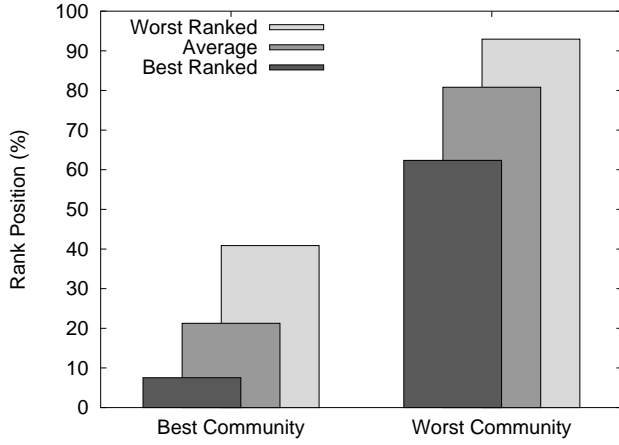 100
90
80
70
60
50
40
30
20
10
0
Rank Position (%)
Worst Ranked
Average
Best Ranked
Best Community
Worst Community